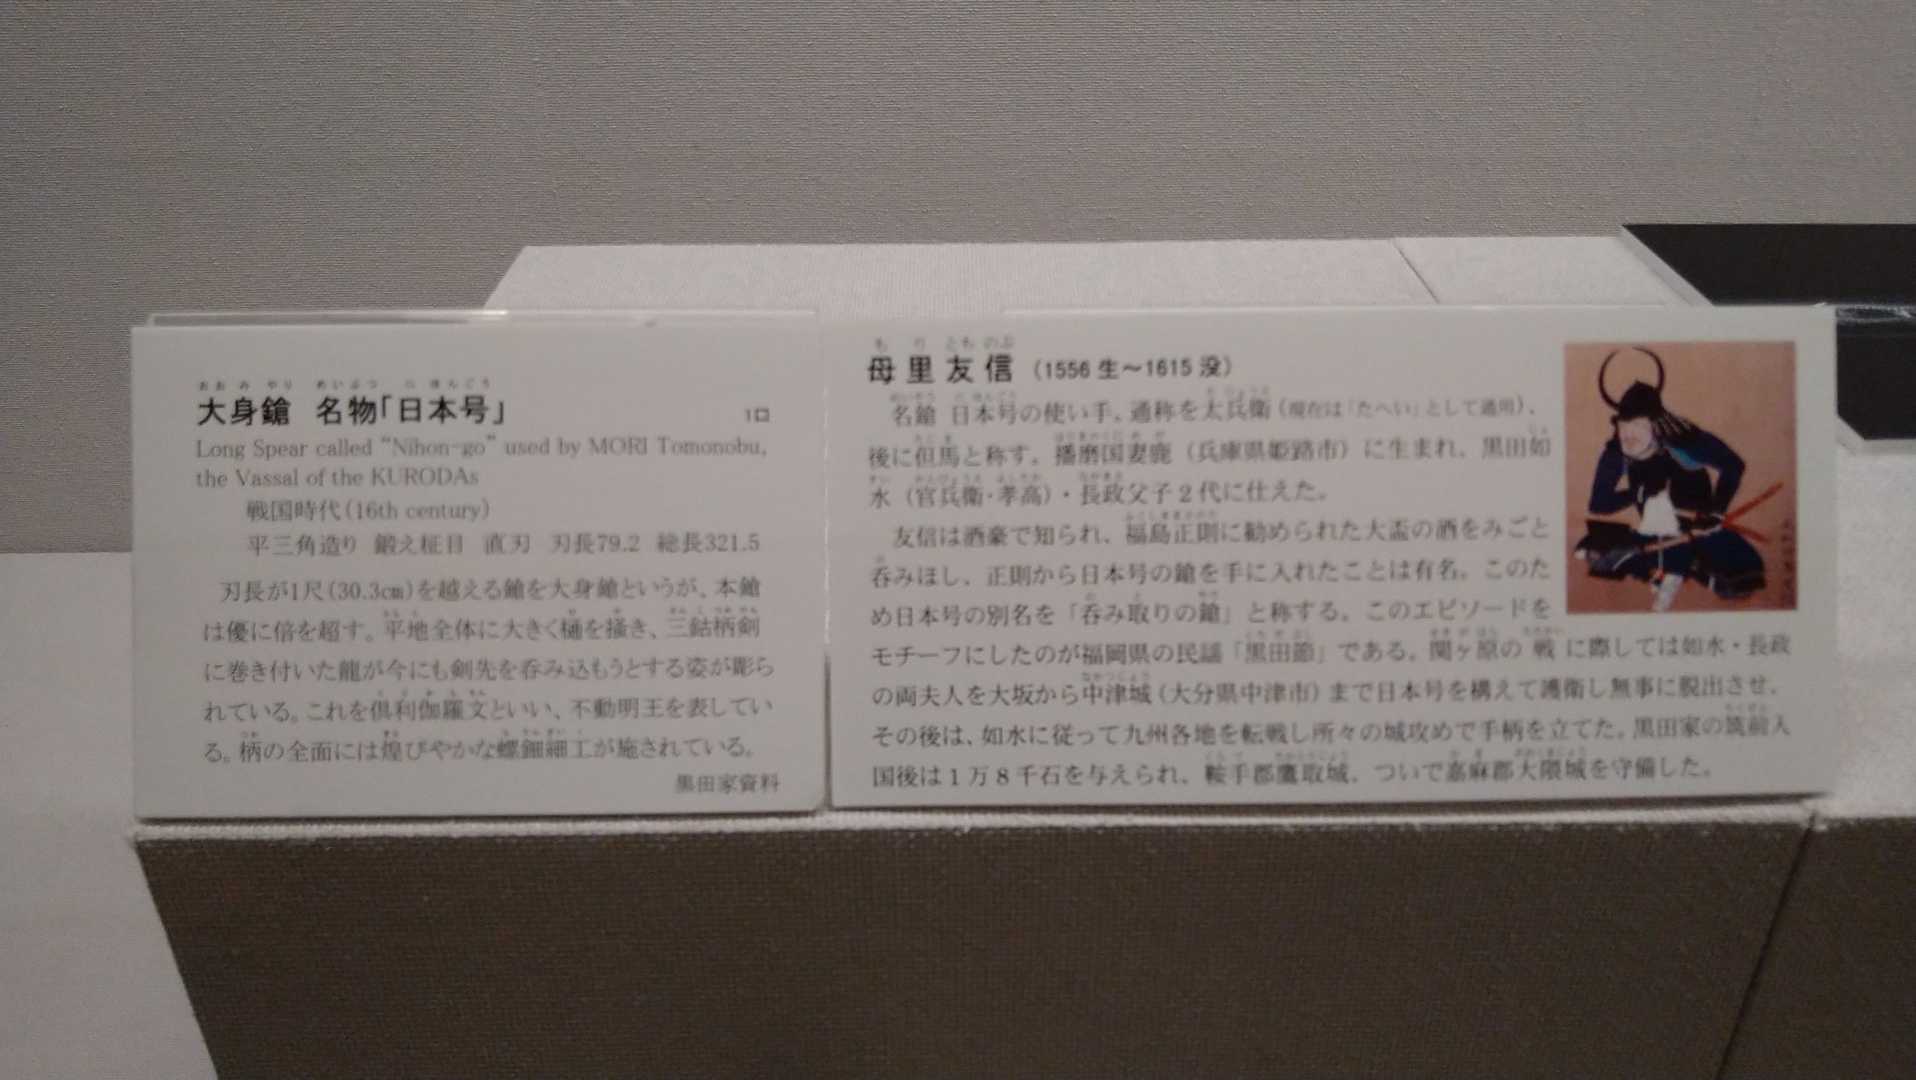 おおみやり めいぶつ にほんごう
大身鎗 名物「日本号」 1口
Long Spear called “Nihon-go” used by MORI Tomonobu,
the Vassal of the KURODAs
戦国時代（16th century）
平三角造り 鍛え柾目 直刃 刃長79.2 総長321.5
刃長が1尺（30.3㎝）を越える鎗を大身鎗というが、本鎗
は優に倍を超す。平地全体に大きく樋を掻き、三鈷柄剣
に巻き付いた龍が今にも剣先を呑み込もうとする姿が彫ら
れている。これを倶利伽羅文といい、不動明王を表してい
る。柄の全面には煌びやかな螺鈿細工が施されている。
黒田家資料
もり とものぶ
母里友信（1556 生～1615 没）
名鎗 日本号の使い手。通称を太兵衛（現在は「たへい」として通用）、
後に但馬と称す。播磨国妻鹿（兵庫県姫路市）に生まれ、黒田如
水（官兵衛・孝高）・長政父子2代に仕えた。
友信は酒豪で知られ、福島正則に勧められた大盃の酒をみごと
呑みほし、正則から日本号の鎗を手に入れたことは有名。このた
め日本号の別名を「呑み取りの鎗」と称する。このエピソードを
モチーフにしたのが福岡県の民謡「黒田節」である。関ヶ原の戦に際しては如水・長政
の両夫人を大坂から中津城（大分県中津市）まで日本号を構えて護衛し無事に脱出させ、
その後は、如水に従って九州各地を転戦し所々の城攻めで手柄を立てた。黒田家の筑前入
国後は1万8千石を与えられ、鞍手郡鷹取城、ついで嘉麻郡大隈城を守備した。